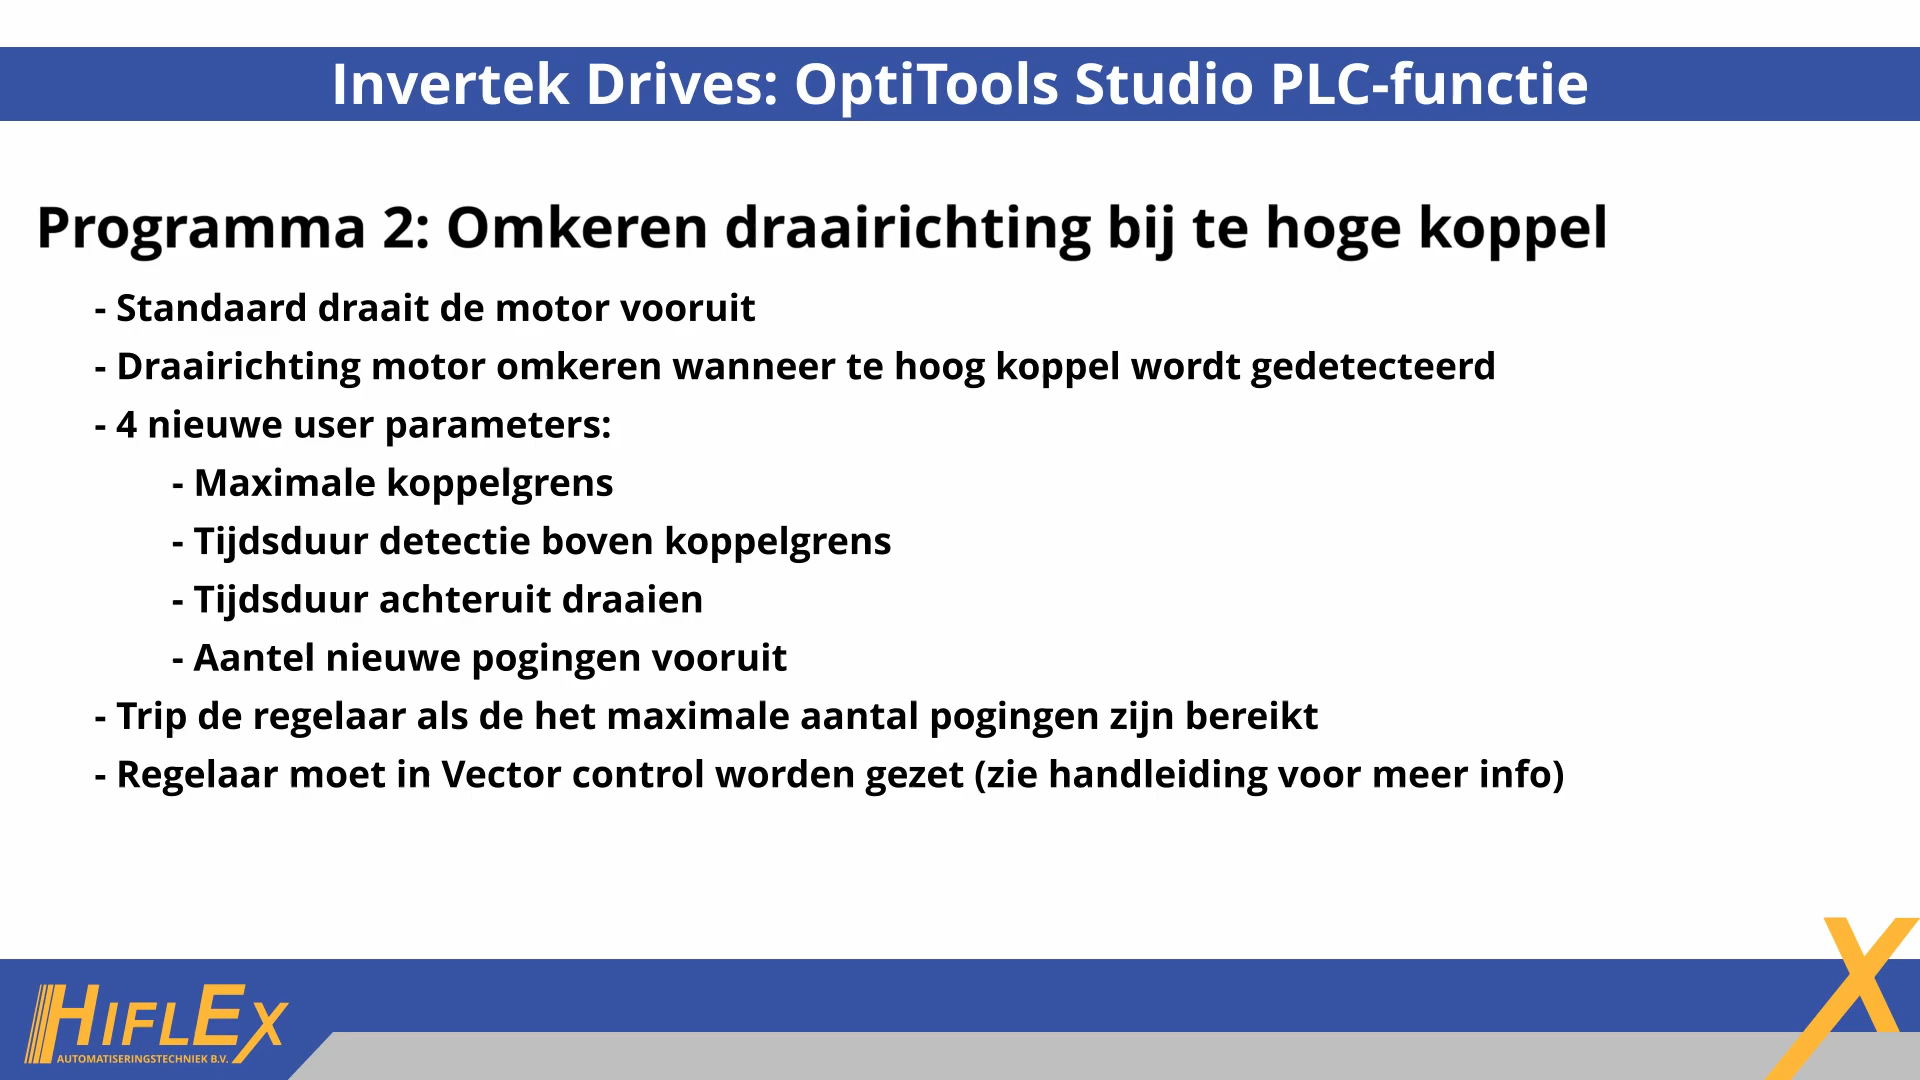 Invertek Drives: OptiTools Studio PLC-functie
Programma 2: Omkeren draairichting bij te hoge koppel
- Standaard draait de motor vooruit
- Draairichting motor omkeren wanneer te hoog koppel wordt gedetecteerd
- 4 nieuwe user parameters:
- Maximale koppelgrens
- Tijdsduur detectie boven koppelgrens
- Tijdsduur achteruit draaien
- Aantel nieuwe pogingen vooruit
- Trip de regelaar als de het maximale aantal pogingen zijn bereikt
- Regelaar moet in Vector control worden gezet (zie handleiding voor meer info)
HIFLEX
AUTOMATISERINGSTECHNIEK B.V.
X